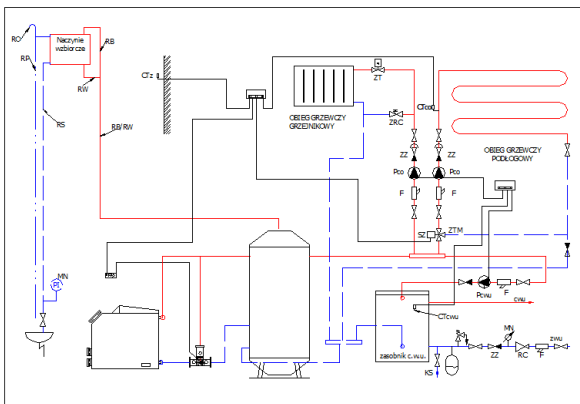 RO
RP
Naczynie
wzbiorcze
RB
RW
RS
RB/RW
CTz
ZT
CTco
ZRC
OBIEG GRZEWCZY
GRZEJNIKOWY
OBIEG GRZEWCZY
PODŁOGOWY
ZZ
ZZ
Pco
Pco
F
F
SZ
ZTM
MN
PI
Pcwu
F
cwu
CTcwu
zasobnik c.w.u.
MN
zwu
KS
ZZ
RC
F